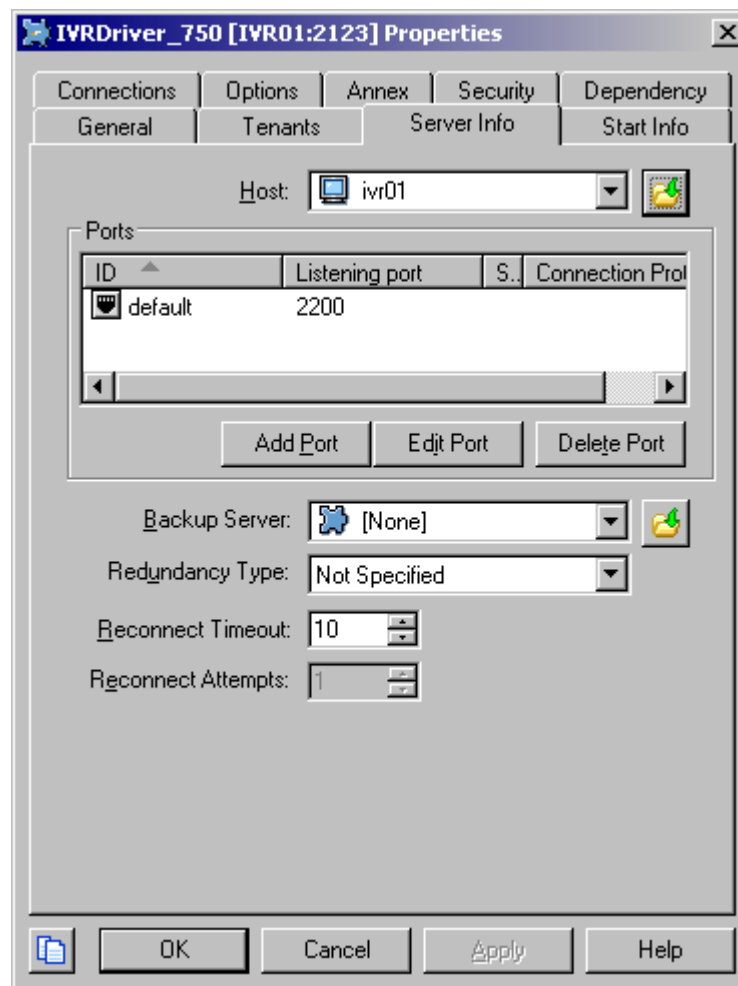 IVRDriver_750 [IVR01:2123] Properties
Connections Options Annex Security Dependency
General Tenants Server Info Start Info
Host: ivr01
Ports
ID Listening port S.. Connection Prot
default 2200
Add Port Edit Port Delete Port
Backup Server: [None]
Redundancy Type: Not Specified
Reconnect Timeout: 10
Reconnect Attempts: 1
OK Cancel Apply Help